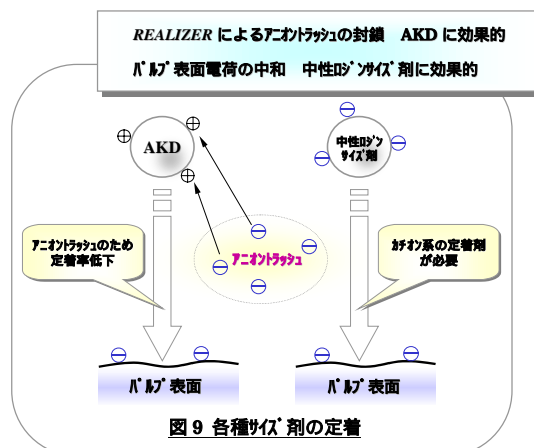 REALIZER によるｱﾆｵﾝﾄﾗｯｼｭの封鎖　AKD に効果的
ﾊﾟﾙﾌﾟ表面電荷の中和　中性ﾛｼﾞﾝｻｲｽﾞ剤に効果的
⊕ ⊕ ⊖
AKD
中性ﾛｼﾞﾝ
ｻｲｽﾞ剤
⊖ ⊖
⊕
ｱﾆｵﾝﾄﾗｯｼｭのため
定着率低下
⊖ ⊖
ｱﾆｵﾝﾄﾗｯｼｭ
⊖ ⊖
ｶﾁｵﾝ系の定着剤
が必要
⊖ ⊖ ⊖ ⊖
ﾊﾟﾙﾌﾟ表面
ﾊﾟﾙﾌﾟ表面
図 9 各種ｻｲｽﾞ剤の定着